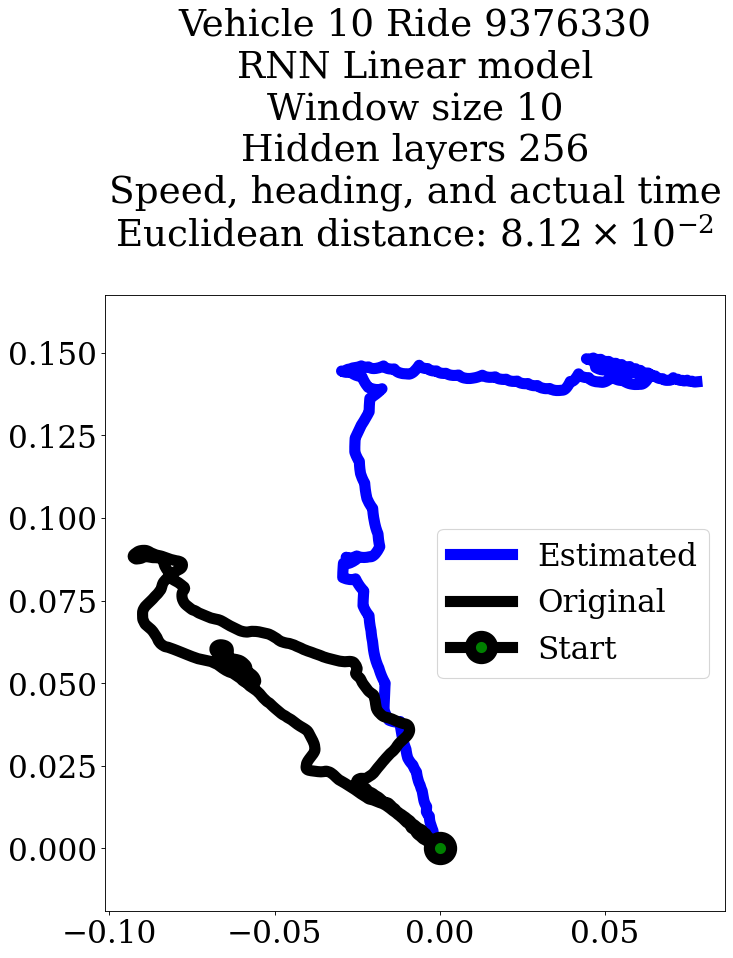 Vehicle 10 Ride 9376330
RNN Linear model
Window size 10
Hidden layers 256
Speed, heading, and actual time
Euclidean distance: 8.12 × 10⁻²
0.150
0.125
0.100
0.075
0.050
0.025
0.000
Estimated
Original
Start
−0.10 −0.05 0.00 0.05